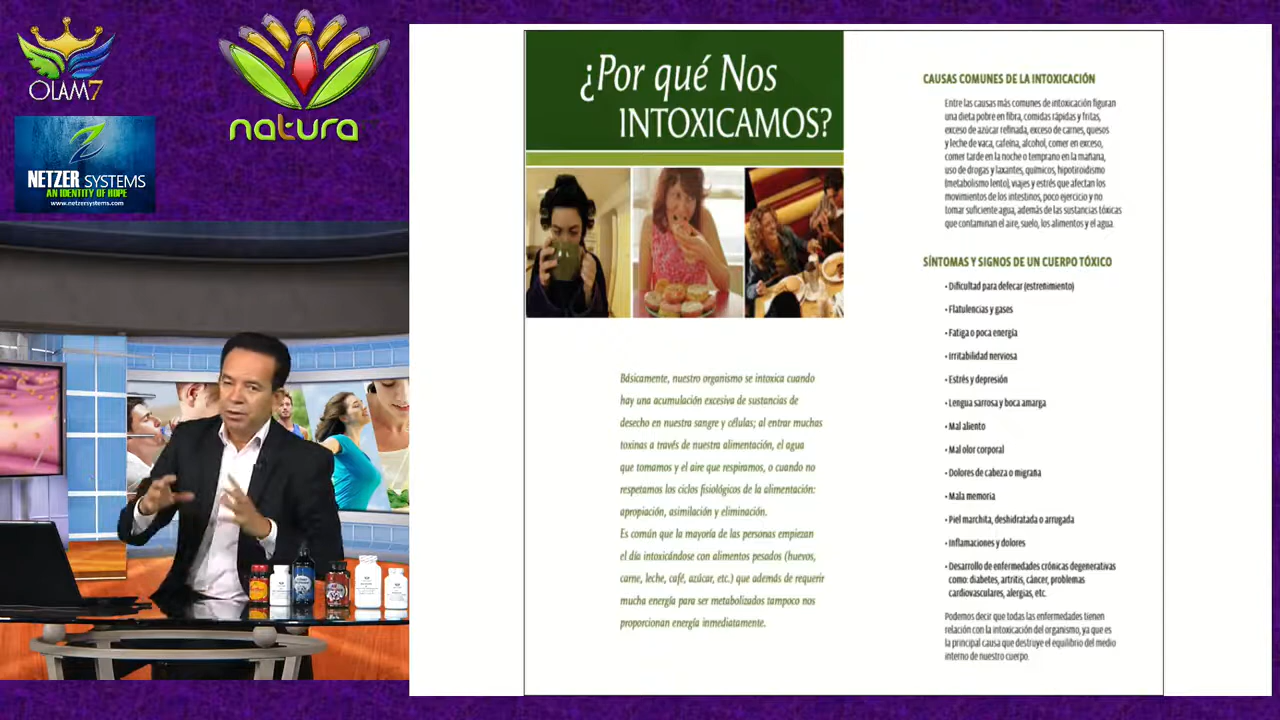 OLAM7
natura
NETZER SYSTEMS
AN IDENTITY OF HOPE
www.netzersystems.com
¿Por qué Nos
INTOXICAMOS?
Básicamente, nuestro organismo se intoxica cuando
hay una acumulación excesiva de sustancias de
desecho en nuestra sangre y células; al entrar muchas
toxinas a través de nuestra alimentación, el agua
que tomamos y el aire que respiramos, o cuando no
respetamos los ciclos fisiológicos de la alimentación:
apropiación, asimilación y eliminación.
Es común que la mayoría de las personas empiezan
el día intoxicándose con alimentos pesados (huevos,
carne, leche, café, azúcar, etc.) que además de requerir
mucha energía para ser metabolizados tampoco nos
proporcionan energía inmediatamente.
CAUSAS COMUNES DE LA INTOXICACIÓN
Entre las causas más comunes de intoxicación figuran
una dieta pobre en fibra, comidas rápidas y fritas,
exceso de azúcar refinada, exceso de carnes, quesos
y leche de vaca, cafeína, alcohol, comer en exceso,
comer tarde en la noche o temprano en la mañana,
uso de drogas y laxantes, químicos, hipotiroidismo
(metabolismo lento), viajes y estrés que afectan los
movimientos de los intestinos, poco ejercicio y no
tomar suficiente agua, además de las sustancias tóxicas
que contaminan el aire, suelo, los alimentos y el agua.
SÍNTOMAS Y SIGNOS DE UN CUERPO TÓXICO
• Dificultad para defecar (estrenimiento)
• Flatulencias y gases
• Fatiga o poca energía
• Irritabilidad nerviosa
• Estrés y depresión
• Lengua sarrosa y boca amarga
• Mal aliento
• Mal olor corporal
• Dolores de cabeza o migraña
• Mala memoria
• Piel marchita, deshidratada o arrugada
• Inflamaciones y dolores
• Desarrollo de enfermedades crónicas degenerativas
como: diabetes, artritis, cáncer, problemas
cardiovasculares, alergias, etc.
Podemos decir que todas las enfermedades tienen
relación con la intoxicación del organismo, ya que es
la principal causa que destruye el equilibrio del medio
interno de nuestro cuerpo.